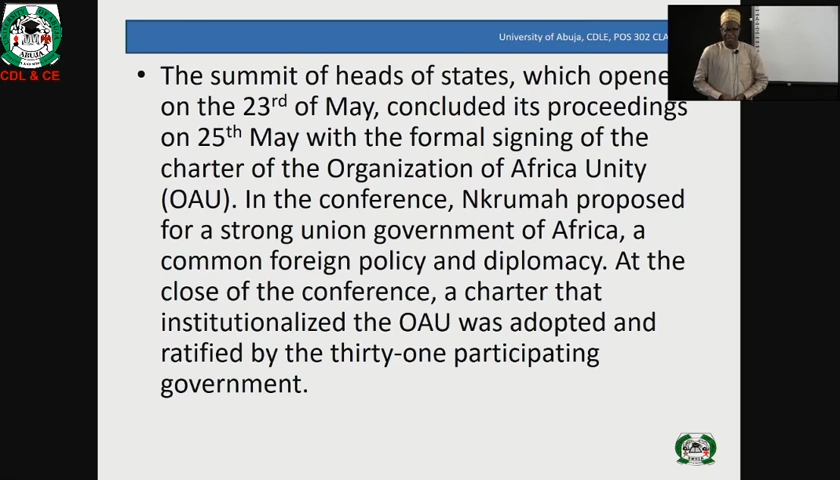 University of Abuja, CDLE, POS 302 CLA
CDL & CE
ABUJA
• The summit of heads of states, which opene
on the 23rd of May, concluded its proceedings
on 25th May with the formal signing of the
charter of the Organization of Africa Unity
(OAU). In the conference, Nkrumah proposed
for a strong union government of Africa, a
common foreign policy and diplomacy. At the
close of the conference, a charter that
institutionalized the OAU was adopted and
ratified by the thirty-one participating
government.